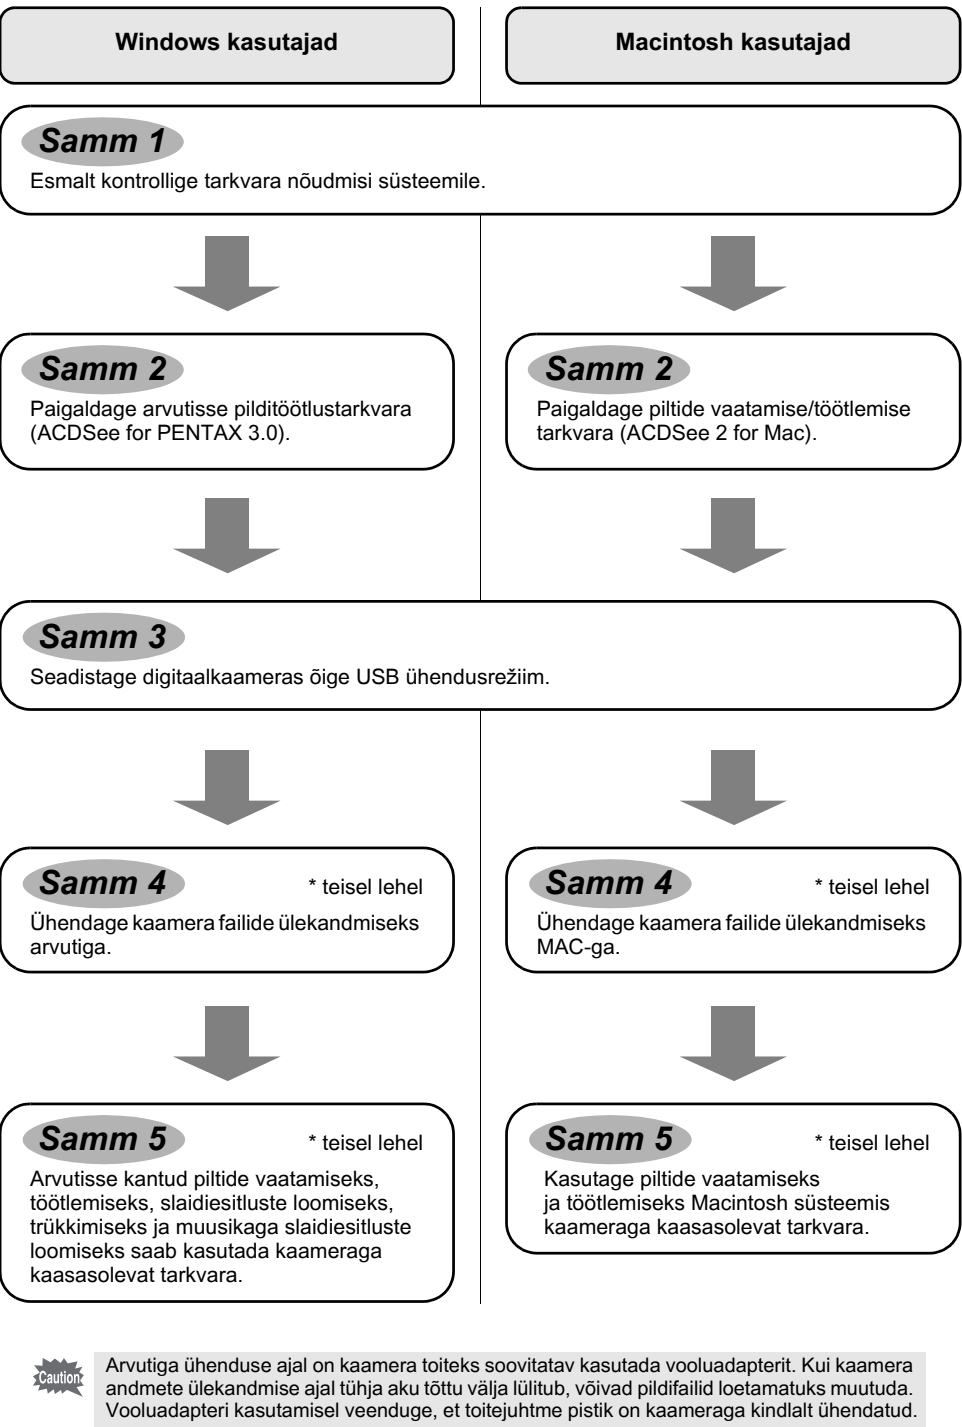 Windows kasutajad
Macintosh kasutajad
Samm 1
Esmalt kontrollige tarkvara nõudmisi süsteemile.
Samm 2
Paigaldage arvutisse pilditöötlustarkvara
(ACDSee for PENTAX 3.0).
Samm 2
Paigaldage piltide vaatamise/töötlemise
tarkvara (ACDSee 2 for Mac).
Samm 3
Seadistage digitaalkaameras õige USB ühendusrežiim.
Samm 4
* teisel lehel
Ühendage kaamera failide ülekandmiseks
arvutiga.
Samm 4
* teisel lehel
Ühendage kaamera failide ülekandmiseks
MAC-ga.
Samm 5
* teisel lehel
Arvutisse kantud piltide vaatamiseks,
töötlemiseks, slaidiesitluste loomiseks,
trükkimiseks ja muusikaga slaidiesitluste
loomiseks saab kasutada kaameraga
kaasasolevat tarkvara.
Samm 5
* teisel lehel
Kasutage piltide vaatamiseks
ja töötlemiseks Macintosh süsteemis
kaameraga kaasasolevat tarkvara.
Caution
Arvutiga ühenduse ajal on kaamera toiteks soovitatav kasutada vooluadapterit. Kui kaamera
andmete ülekandmise ajal tühja aku tõttu välja lülitub, võivad pildifailid loetamatuks muutuda.
Vooluadapteri kasutamisel veenduge, et toitejuhtme pistik on kaameraga kindlalt ühendatud.